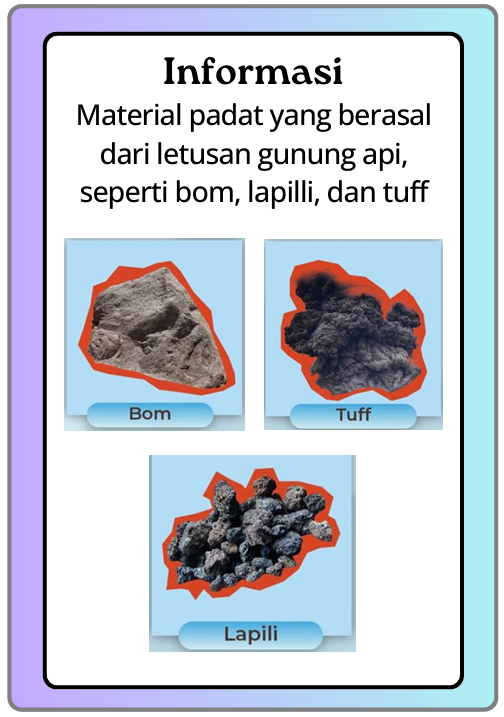 Informasi
Material padat yang berasal
dari letusan gunung api,
seperti bom, lapilli, dan tuff
Bom
Tuff
Lapili